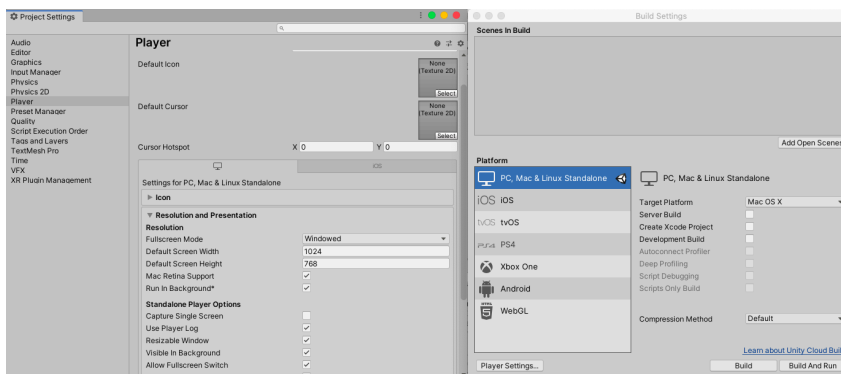 Project Settings
Audio
Editor
Graphics
Input Manager
Physics
Physics 2D
Player
Preset Manager
Quality
Script Execution Order
Tags and Layers
TextMesh Pro
Time
VFX
XR Plugin Management
Player
Default Icon
None
(Texture 2D)
Select
Default Cursor
None
(Texture 2D)
Select
Cursor Hotspot X 0 Y 0
iOS
Settings for PC, Mac & Linux Standalone
Icon
Resolution and Presentation
Resolution
Fullscreen Mode Windowed
Default Screen Width 1024
Default Screen Height 768
Mac Retina Support
Run In Background*
Standalone Player Options
Capture Single Screen
Use Player Log
Resizable Window
Visible In Background
Allow Fullscreen Switch
Build Settings
Scenes In Build
Add Open Scenes
Platform
PC, Mac & Linux Standalone
iOS iOS
tvOS tvOS
PS4 PS4
Xbox One
Android
HTML 5 WebGL
PC, Mac & Linux Standalone
Target Platform Mac OS X
Server Build
Create Xcode Project
Development Build
Autoconnect Profiler
Deep Profiling
Script Debugging
Scripts Only Build
Compression Method Default
Learn about Unity Cloud Buil
Player Settings...
Build
Build And Run